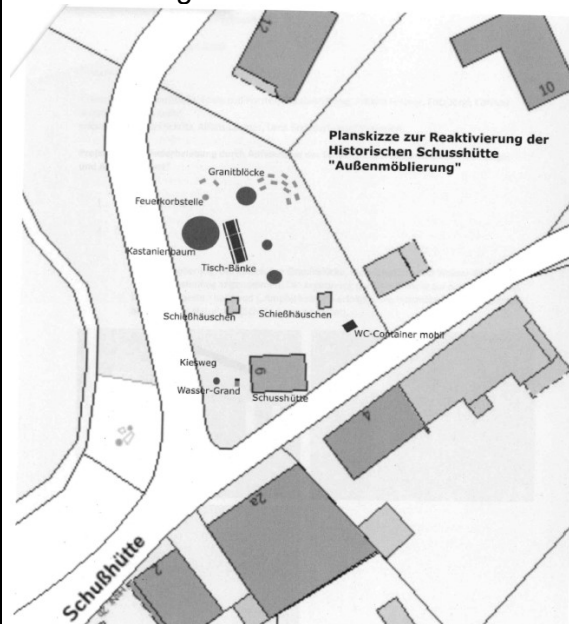 12
10
Planskizze zur Reaktivierung der
Historischen Schusshütte
"Außenmöblierung"
Granitblöcke
Feuerkorbstelle
Kastanienbaum
Tisch-Bänke
Schießhäuschen
Schießhäuschen
WC-Container mobil
Kiesweg
6
Wasser-Grand
Schusshütte
4
2a
Schußhütte
2